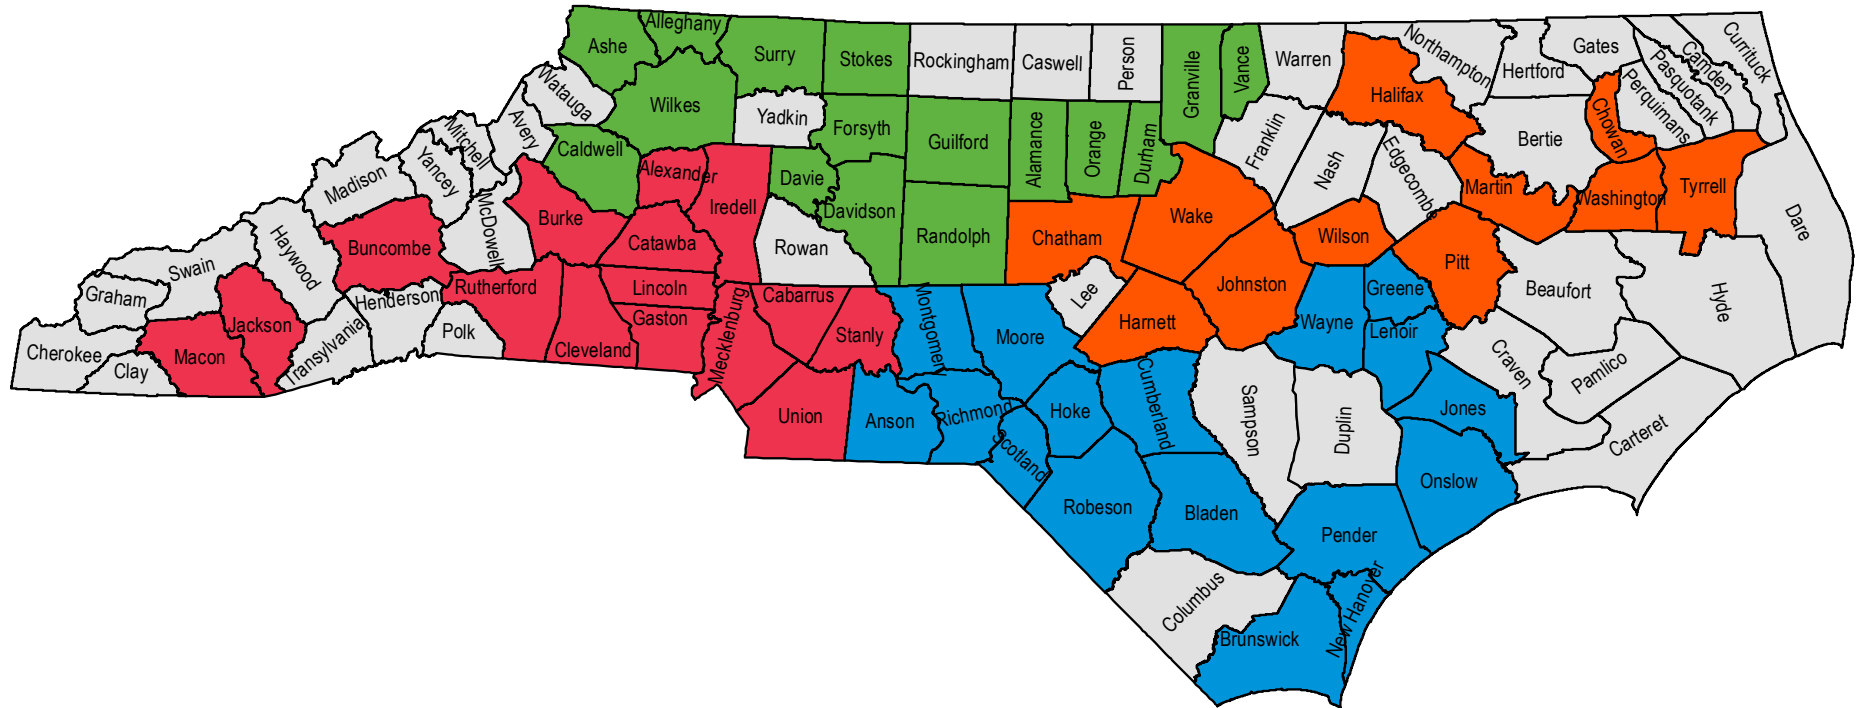 Alleghany
Ashe
Surry
Stokes
Rockingham
Caswell
Person
Granville
Vance
Warren
Northampton
Hertford
Gates
Currituck
Camden
Pasquotank
Perquimans
Chowan
Halifax
Bertie
Watauga
Wilkes
Yadkin
Forsyth
Guilford
Alamance
Orange
Durham
Franklin
Nash
Edgecombe
Martin
Washington
Tyrrell
Dare
Mitchell
Avery
Caldwell
Yancey
Madison
Alexander
Iredell
Davie
Davidson
Randolph
Chatham
Wake
Wilson
Pitt
Beaufort
Hyde
McDowell
Burke
Catawba
Rowan
Buncombe
Haywood
Swain
Graham
Rutherford
Lincoln
Gaston
Cleveland
Mecklenburg
Cabarrus
Stanly
Montgomery
Moore
Lee
Harnett
Johnston
Wayne
Greene
Lenoir
Craven
Pamlico
Henderson
Polk
Transylvania
Jackson
Macon
Clay
Cherokee
Union
Anson
Richmond
Scotland
Hoke
Cumberland
Sampson
Duplin
Jones
Carteret
Onslow
Robeson
Bladen
Pender
Columbus
Brunswick
New Hanover